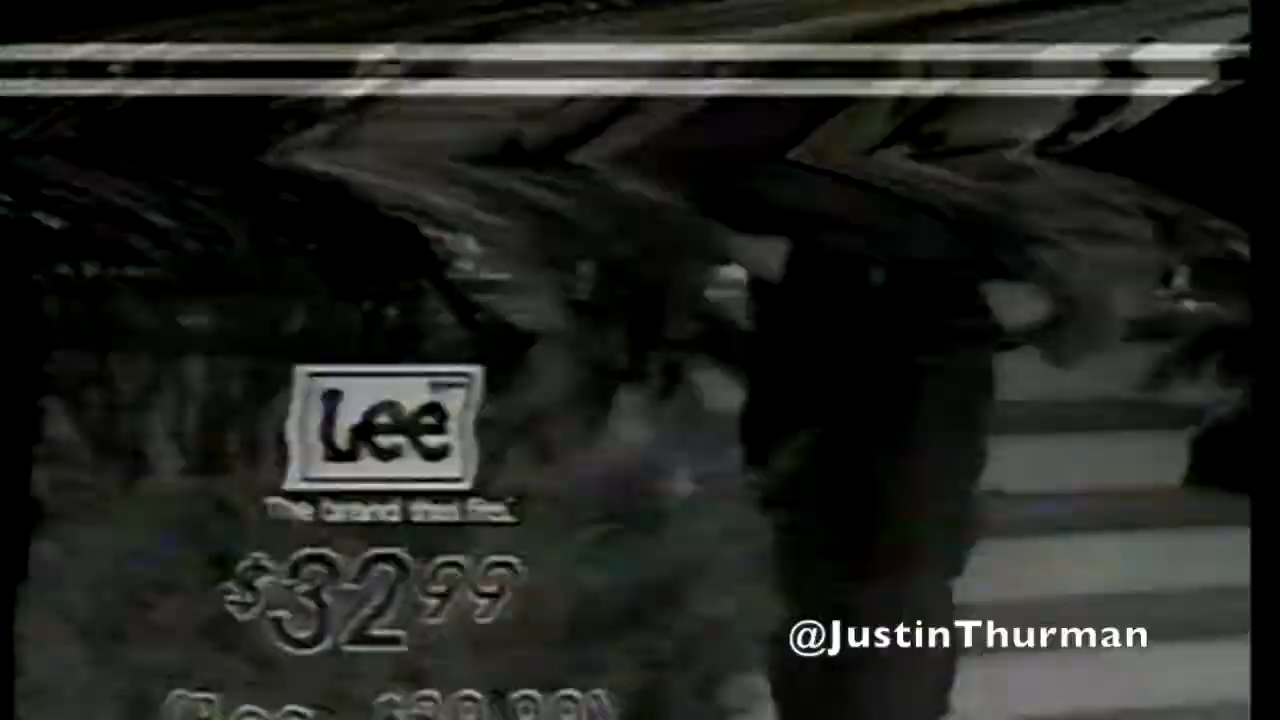 Lee
The brand that fits.
$32.99
@JustinThurman